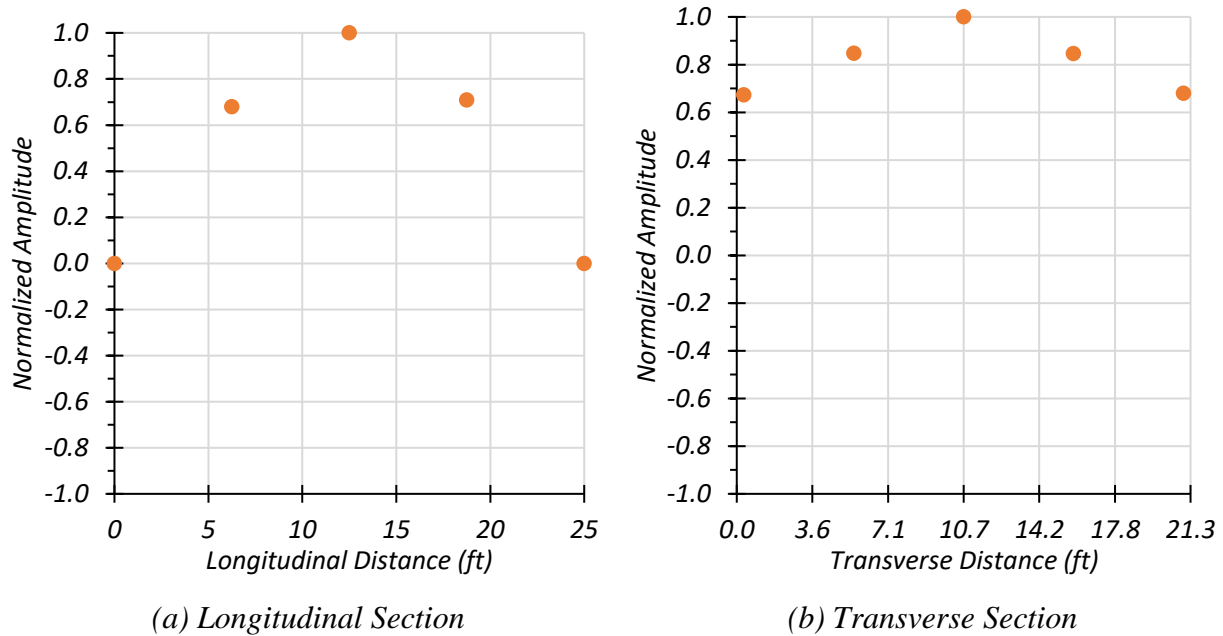 1.0
0.8
0.6
0.4
0.2
0.0
-0.2
-0.4
-0.6
-0.8
-1.0
Normalized Amplitude
0 5 10 15 20 25
Longitudinal Distance (ft)
(a) Longitudinal Section
1.0
0.8
0.6
0.4
0.2
0.0
-0.2
-0.4
-0.6
-0.8
-1.0
Normalized Amplitude
0.0 3.6 7.1 10.7 14.2 17.8 21.3
Transverse Distance (ft)
(b) Transverse Section